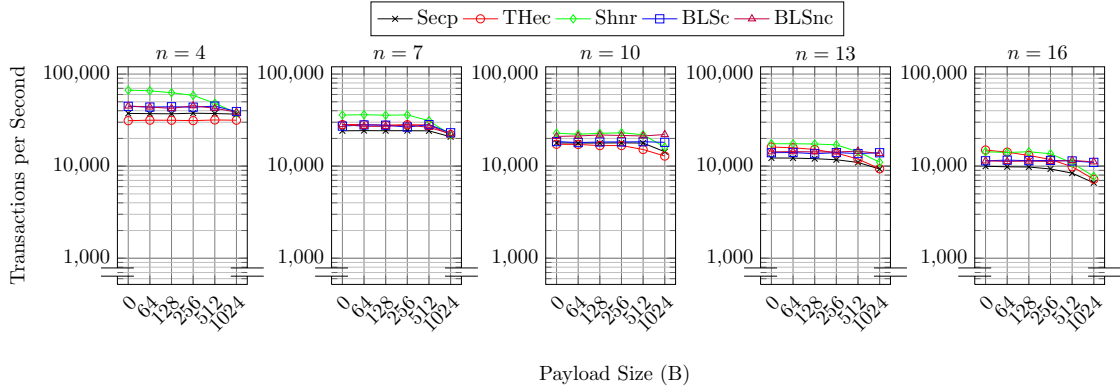 Secp THec Shnr BLSc BLSnc
n = 4 n = 7 n = 10 n = 13 n = 16
Transactions per Second
100,000 100,000 100,000 100,000 100,000
10,000 10,000 10,000 10,000 10,000
1,000 1,000 1,000 1,000 1,000
0 64 128 256 512 1024 0 64 128 256 512 1024 0 64 128 256 512 1024 0 64 128 256 512 1024 0 64 128 256 512 1024
Payload Size (B)